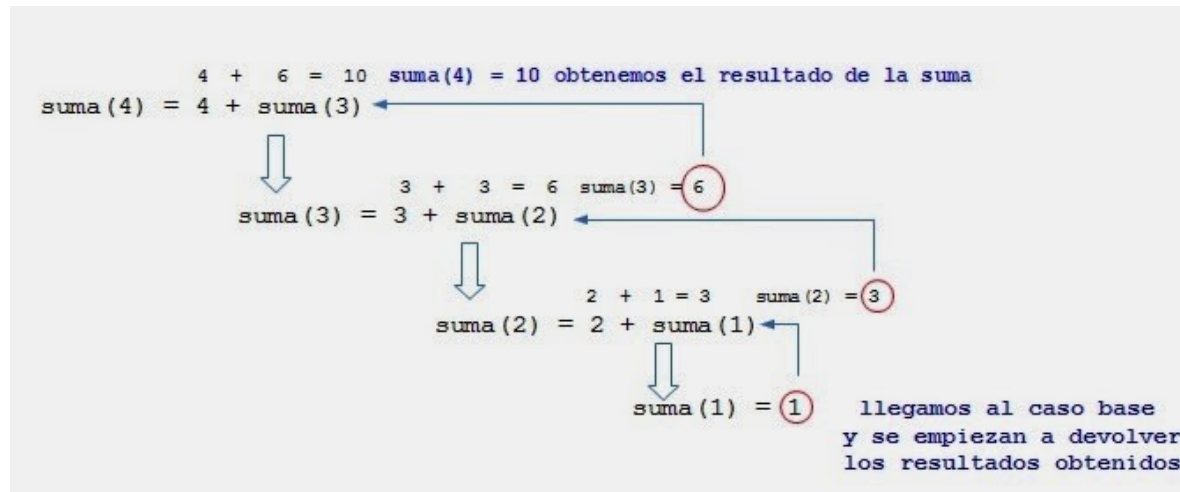 4 + 6 = 10 suma(4) = 10 obtenemos el resultado de la suma
suma(4) = 4 + suma(3)
3 + 3 = 6 suma(3) = 6
suma(3) = 3 + suma(2)
2 + 1 = 3 suma(2) = 3
suma(2) = 2 + suma(1)
suma(1) = 1 llegamos al caso base
y se empiezan a devolver
los resultados obtenidos